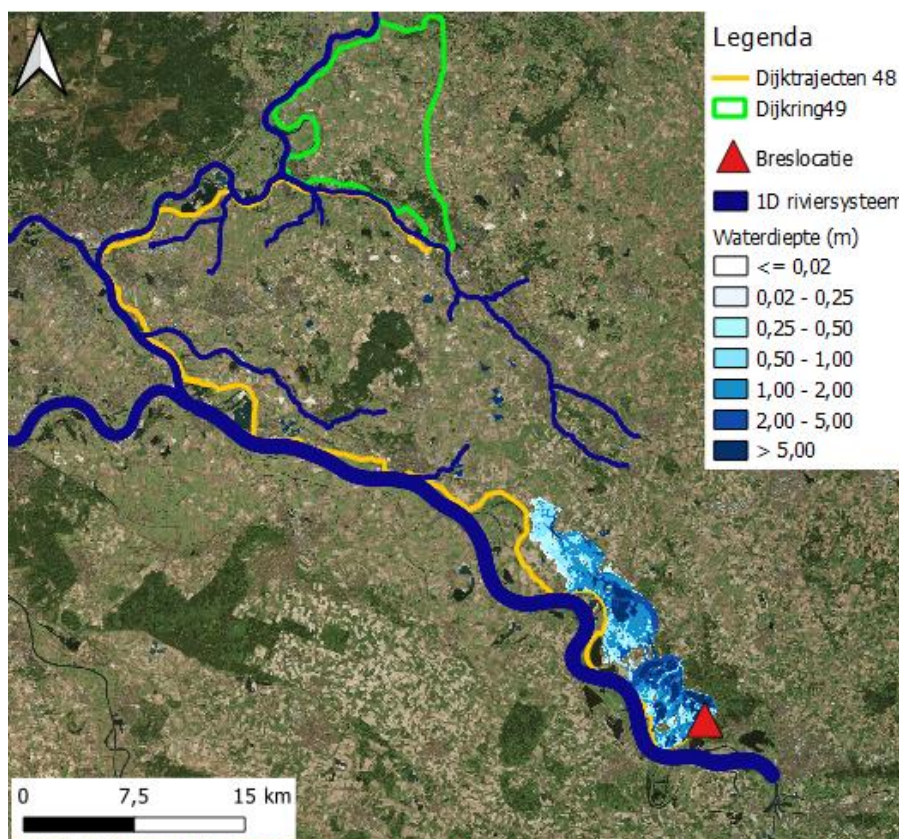 Legenda
Dijktrajecten 48
Dijkring49
Breslocatie
1D riviersysteem
Waterdiepte (m)
<= 0,02
0,02 - 0,25
0,25 - 0,50
0,50 - 1,00
1,00 - 2,00
2,00 - 5,00
> 5,00
0 7,5 15 km